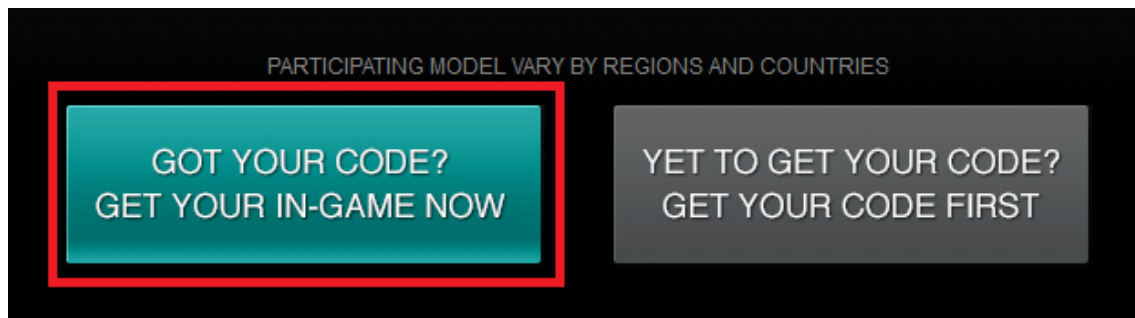 PARTICIPATING MODEL VARY BY REGIONS AND COUNTRIES
GOT YOUR CODE?
GET YOUR IN-GAME NOW
YET TO GET YOUR CODE?
GET YOUR CODE FIRST